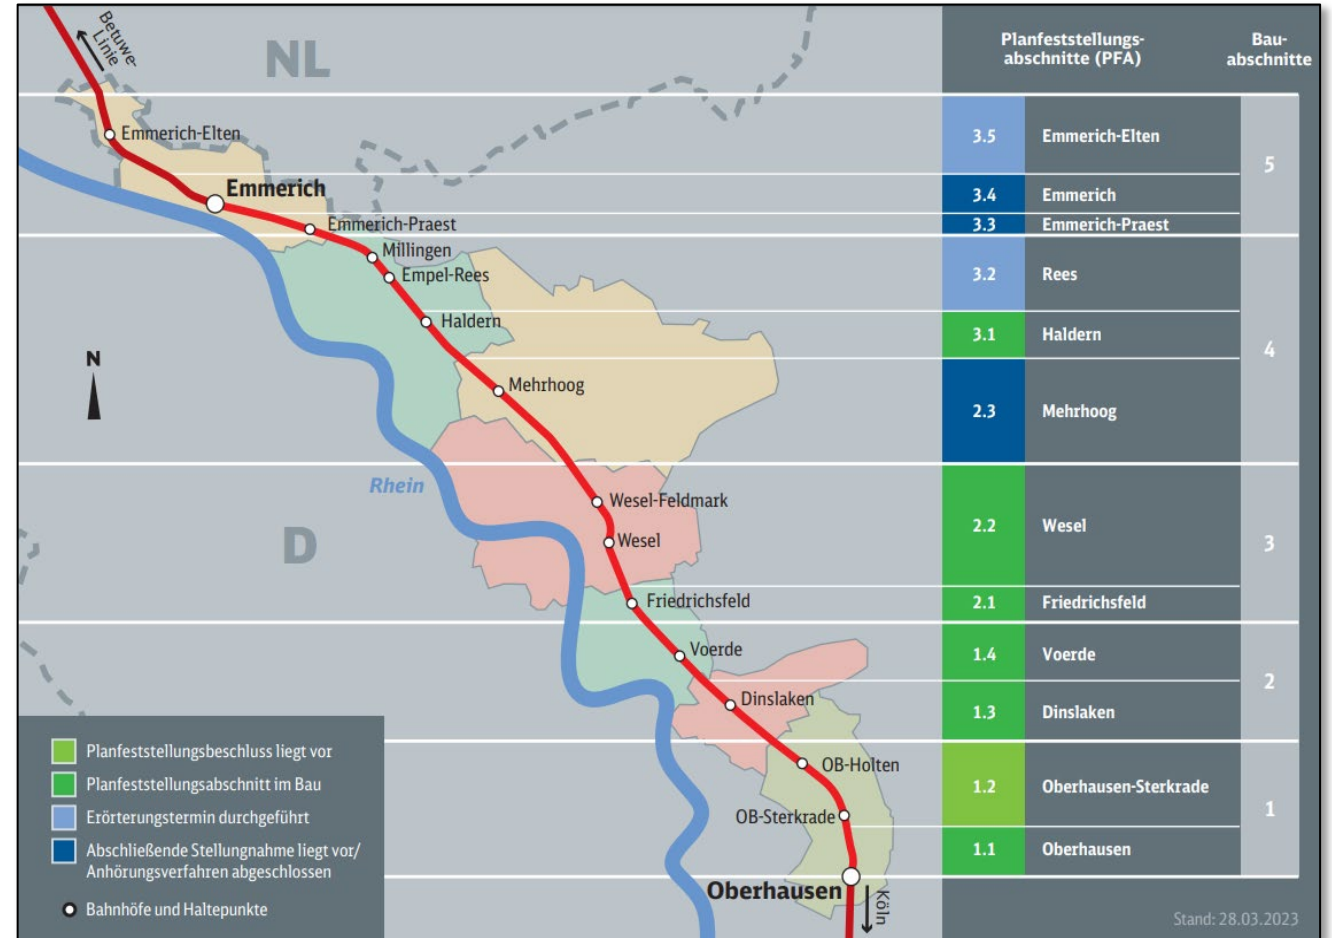 Betuwe-
Linie
NL
Emmerich-Elten
Emmerich
Emmerich-Praest
Millingen
Empel-Rees
Haldern
Mehrhoog
N
Rhein
Wesel-Feldmark
Wesel
D
Friedrichsfeld
Voerde
Dinslaken
OB-Holten
OB-Sterkrade
Oberhausen
Köln
Planfeststellungsbeschluss liegt vor
Planfeststellungsabschnitt im Bau
Erörterungstermin durchgeführt
Abschließende Stellungnahme liegt vor/
Anhörungsverfahren abgeschlossen
Bahnhöfe und Haltepunkte
Planfeststellungs-
abschnitte (PFA)
Bau-
abschnitte
3.5 Emmerich-Elten
5
3.4 Emmerich
3.3 Emmerich-Praest
3.2 Rees
3.1 Haldern
4
2.3 Mehrhoog
2.2 Wesel
3
2.1 Friedrichsfeld
1.4 Voerde
2
1.3 Dinslaken
1.2 Oberhausen-Sterkrade
1
1.1 Oberhausen
Stand: 28.03.2023